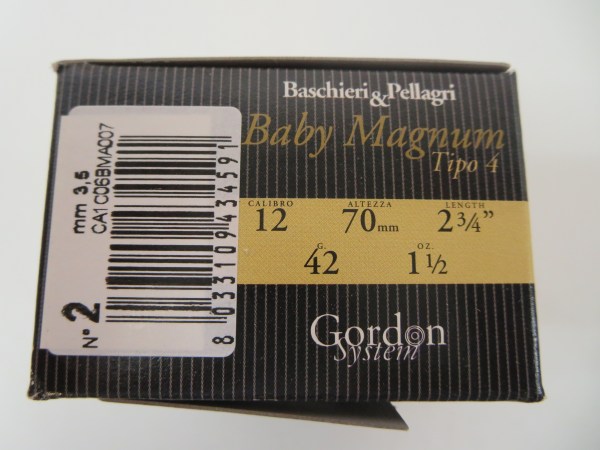 Baschieri&Pellagri
Baby Magnum
Tipo 4
CALIBRO ALTEZZA LENGTH
12 70mm 2 3/4”
G. OZ.
42 1 1/2
Gordon
System
N° 2
mm 3,5
CA1C06BMA007
8 033109 434591